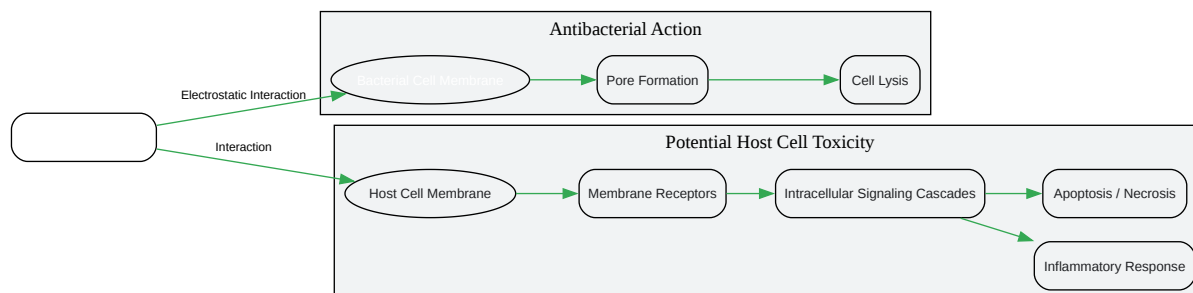 Antibacterial Action
Bacterial Cell Membrane
Pore Formation
Cell Lysis
Electrostatic Interaction
Interaction
Potential Host Cell Toxicity
Host Cell Membrane
Membrane Receptors
Intracellular Signaling Cascades
Apoptosis / Necrosis
Inflammatory Response